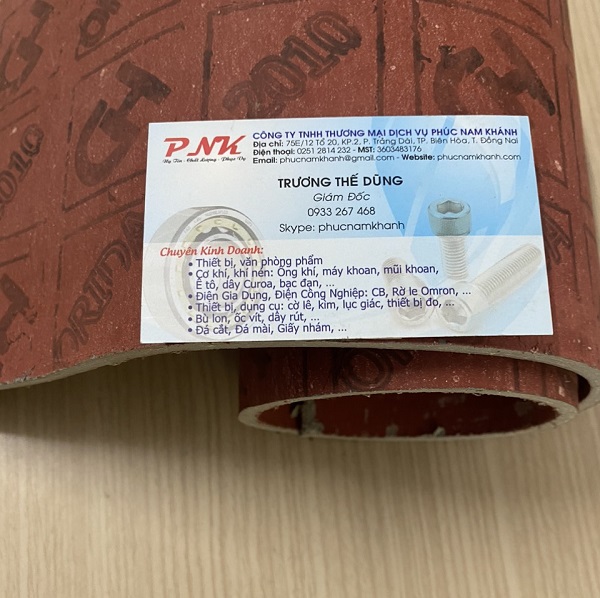 2010
PNK
Uy Tín - Chất Lượng - Phục Vụ
CÔNG TY TNHH THƯƠNG MẠI DỊCH VỤ PHÚC NAM KHÁNH
Địa chỉ: 75E/12 Tổ 20, KP.2, P. Trảng Dài, TP. Biên Hòa, T. Đồng Nai
Điện thoại: 0251 2814 232 - MST: 3603483176
Email: phucnamkhanh@gmail.com - Website: phucnamkhanh.com
TRƯƠNG THẾ DŨNG
Giám Đốc
0933 267 468
Skype: phucnamkhanh
Chuyên Kinh Doanh:
• Thiết bị, văn phòng phẩm
• Cơ khí, khí nén: Ống khí, máy khoan, mũi khoan,
Ê tô, dây Curoa, bạc đạn, ...
• Điện Gia Dụng, Điện Công Nghiệp: CB, Rờ le Omron, ...
• Thiết bị, dụng cụ: cờ lê, kìm, lục giác, thiết bị đo, ...
• Bù lon, ốc vít, dây rút, ...
• Đá cắt, Đá mài, Giấy nhám, ...